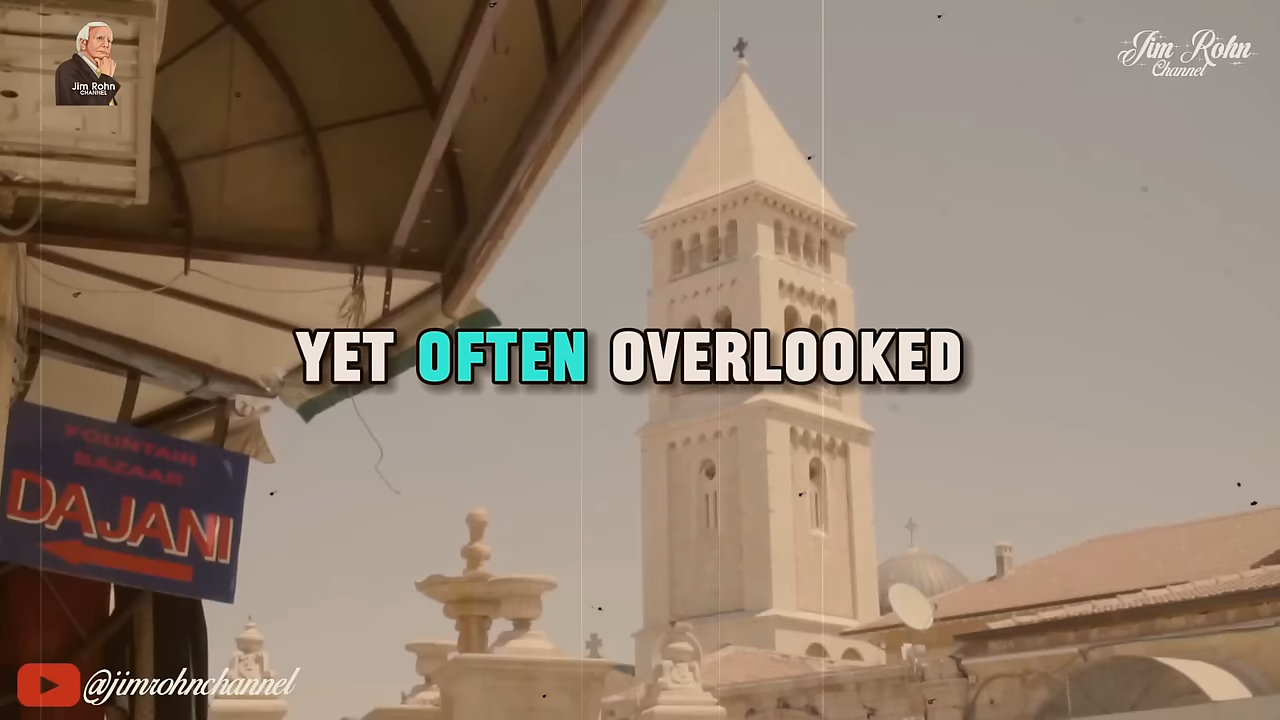 Jim Rohn
CHANNEL
Jim Rohn
Channel
YET OFTEN OVERLOOKED
FOUNTAIN
BAZAAR
DAJANI
@jimrohnchannel